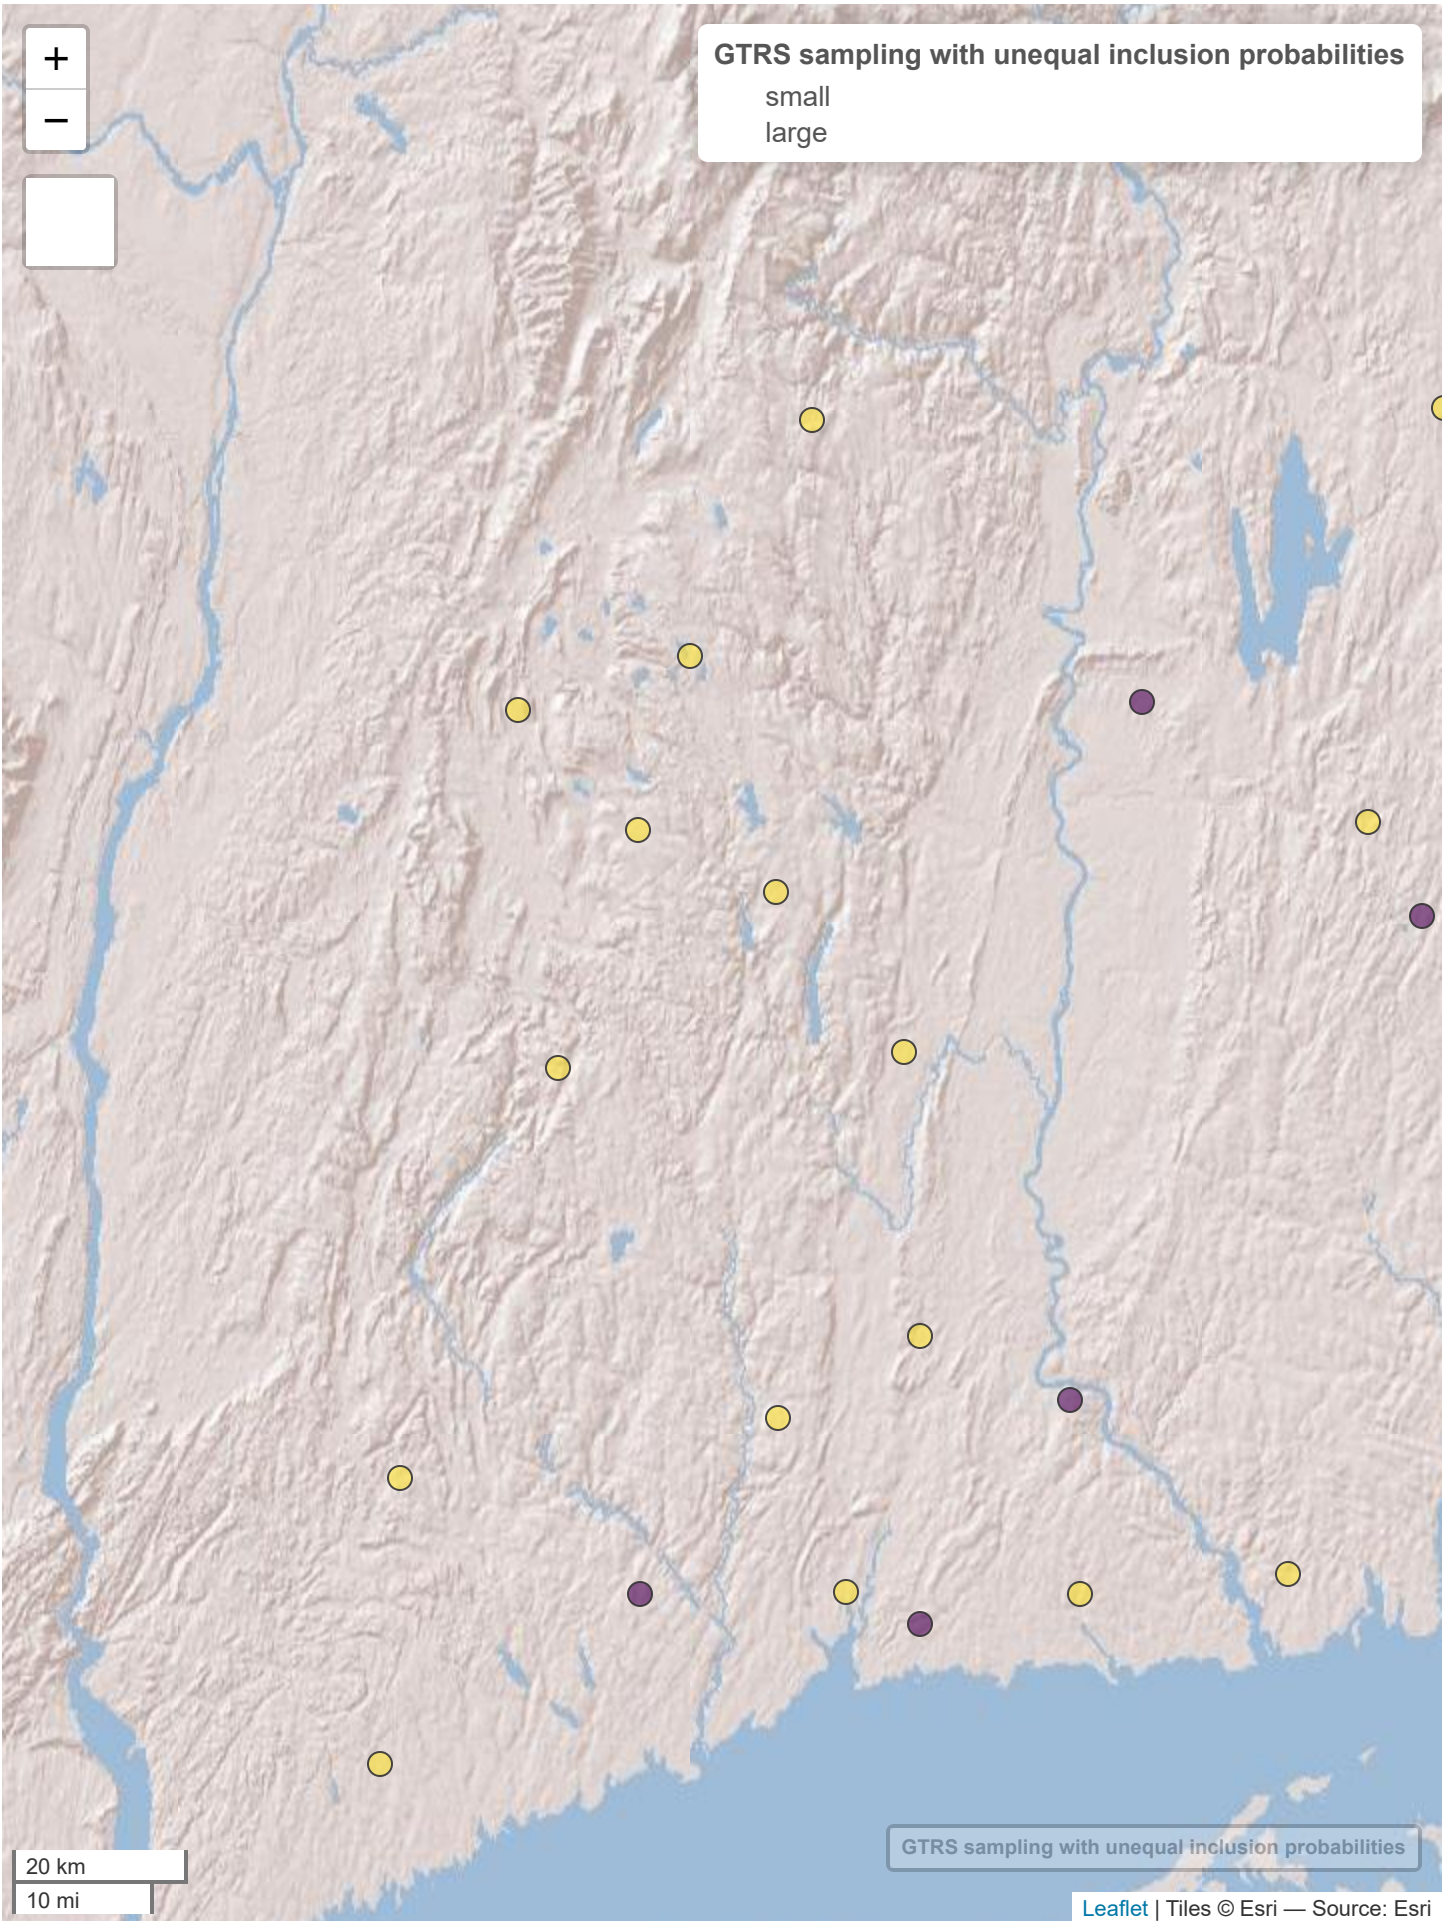 +
GTRS sampling with unequal inclusion probabilities
small
large
−
GTRS sampling with unequal inclusion probabilities
20 km
10 mi
Leaflet | Tiles © Esri — Source: Esri